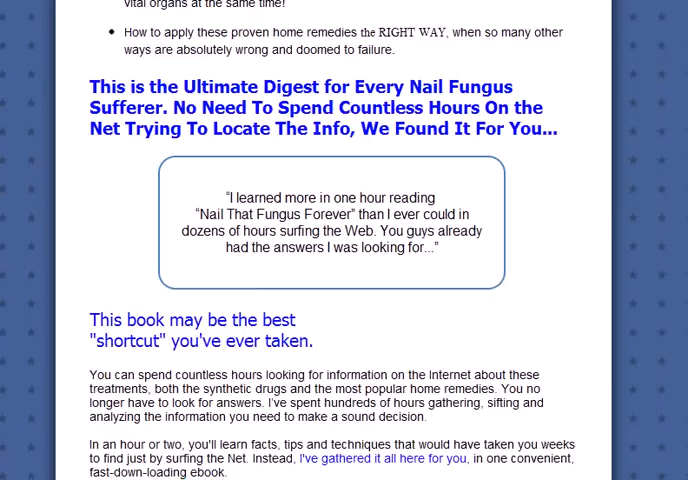 vital organs at the same time!
How to apply these proven home remedies the RIGHT WAY, when so many other
ways are absolutely wrong and doomed to failure.
This is the Ultimate Digest for Every Nail Fungus
Sufferer. No Need To Spend Countless Hours On the
Net Trying To Locate The Info, We Found It For You...
“I learned more in one hour reading
“Nail That Fungus Forever” than I ever could in
dozens of hours surfing the Web. You guys already
had the answers I was looking for...”
This book may be the best
"shortcut" you've ever taken.
You can spend countless hours looking for information on the Internet about these
treatments, both the synthetic drugs and the most popular home remedies. You no
longer have to look for answers. I've spent hundreds of hours gathering, sifting and
analyzing the information you need to make a sound decision.
In an hour or two, you'll learn facts, tips and techniques that would have taken you weeks
to find just by surfing the Net. Instead, I've gathered it all here for you, in one convenient,
fast-down-loading ebook.